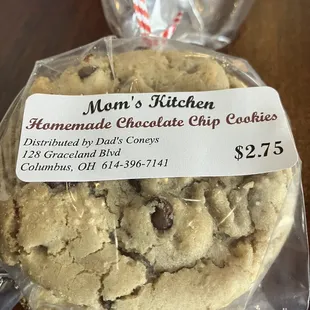 Mom's Kitchen
Homemade Chocolate Chip Cookies
Distributed by Dad's Coneys
128 Graceland Blvd
Columbus, OH 614-396-7141
$2.75